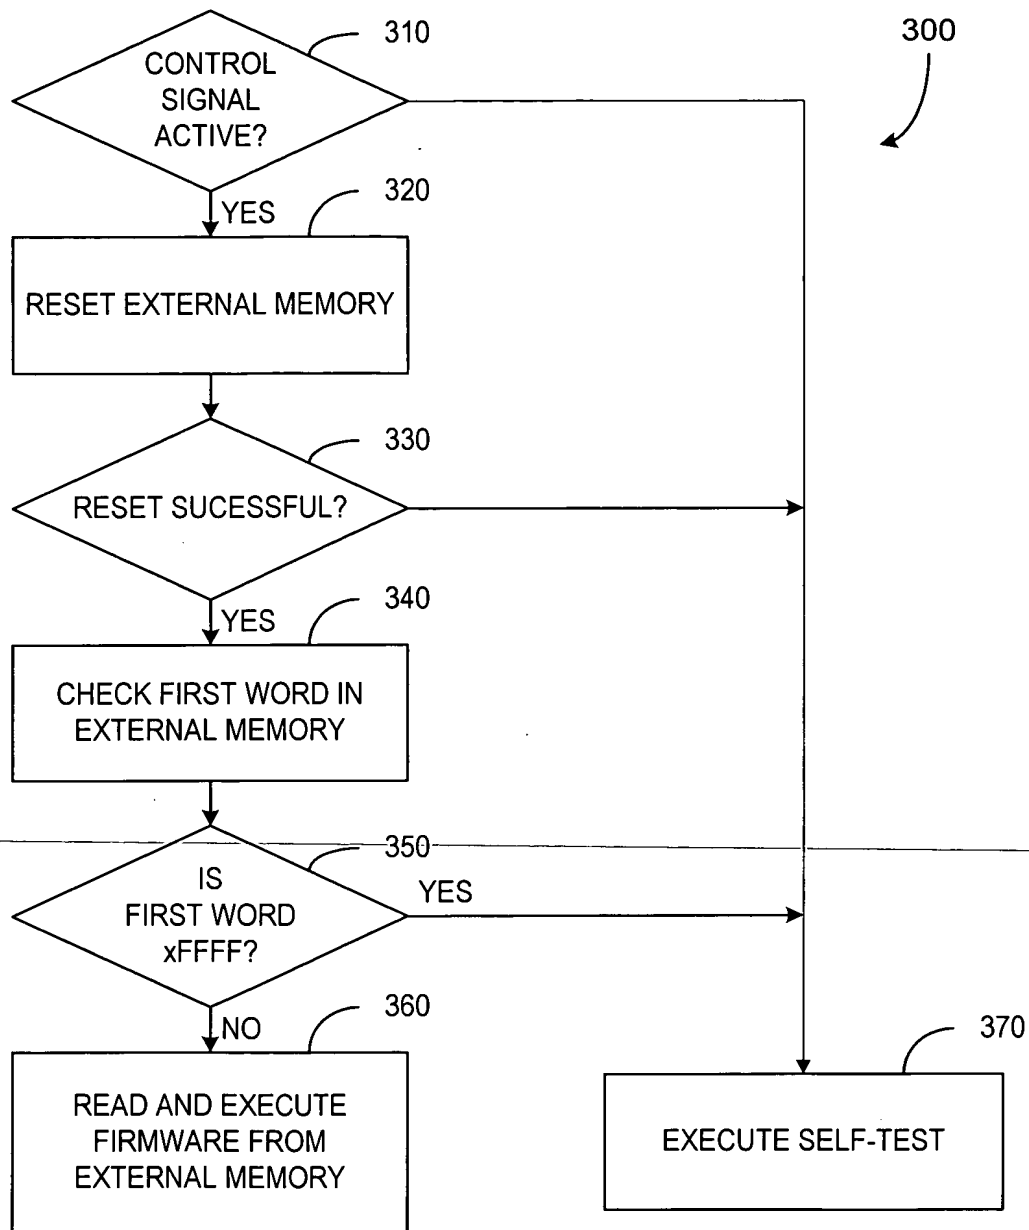 310
300
CONTROL
SIGNAL
ACTIVE?
320
YES
RESET EXTERNAL MEMORY
330
RESET SUCESSFUL?
340
YES
CHECK FIRST WORD IN
EXTERNAL MEMORY
350
IS
FIRST WORD
xFFFF?
YES
360
NO
370
READ AND EXECUTE
FIRMWARE FROM
EXTERNAL MEMORY
EXECUTE SELF-TEST